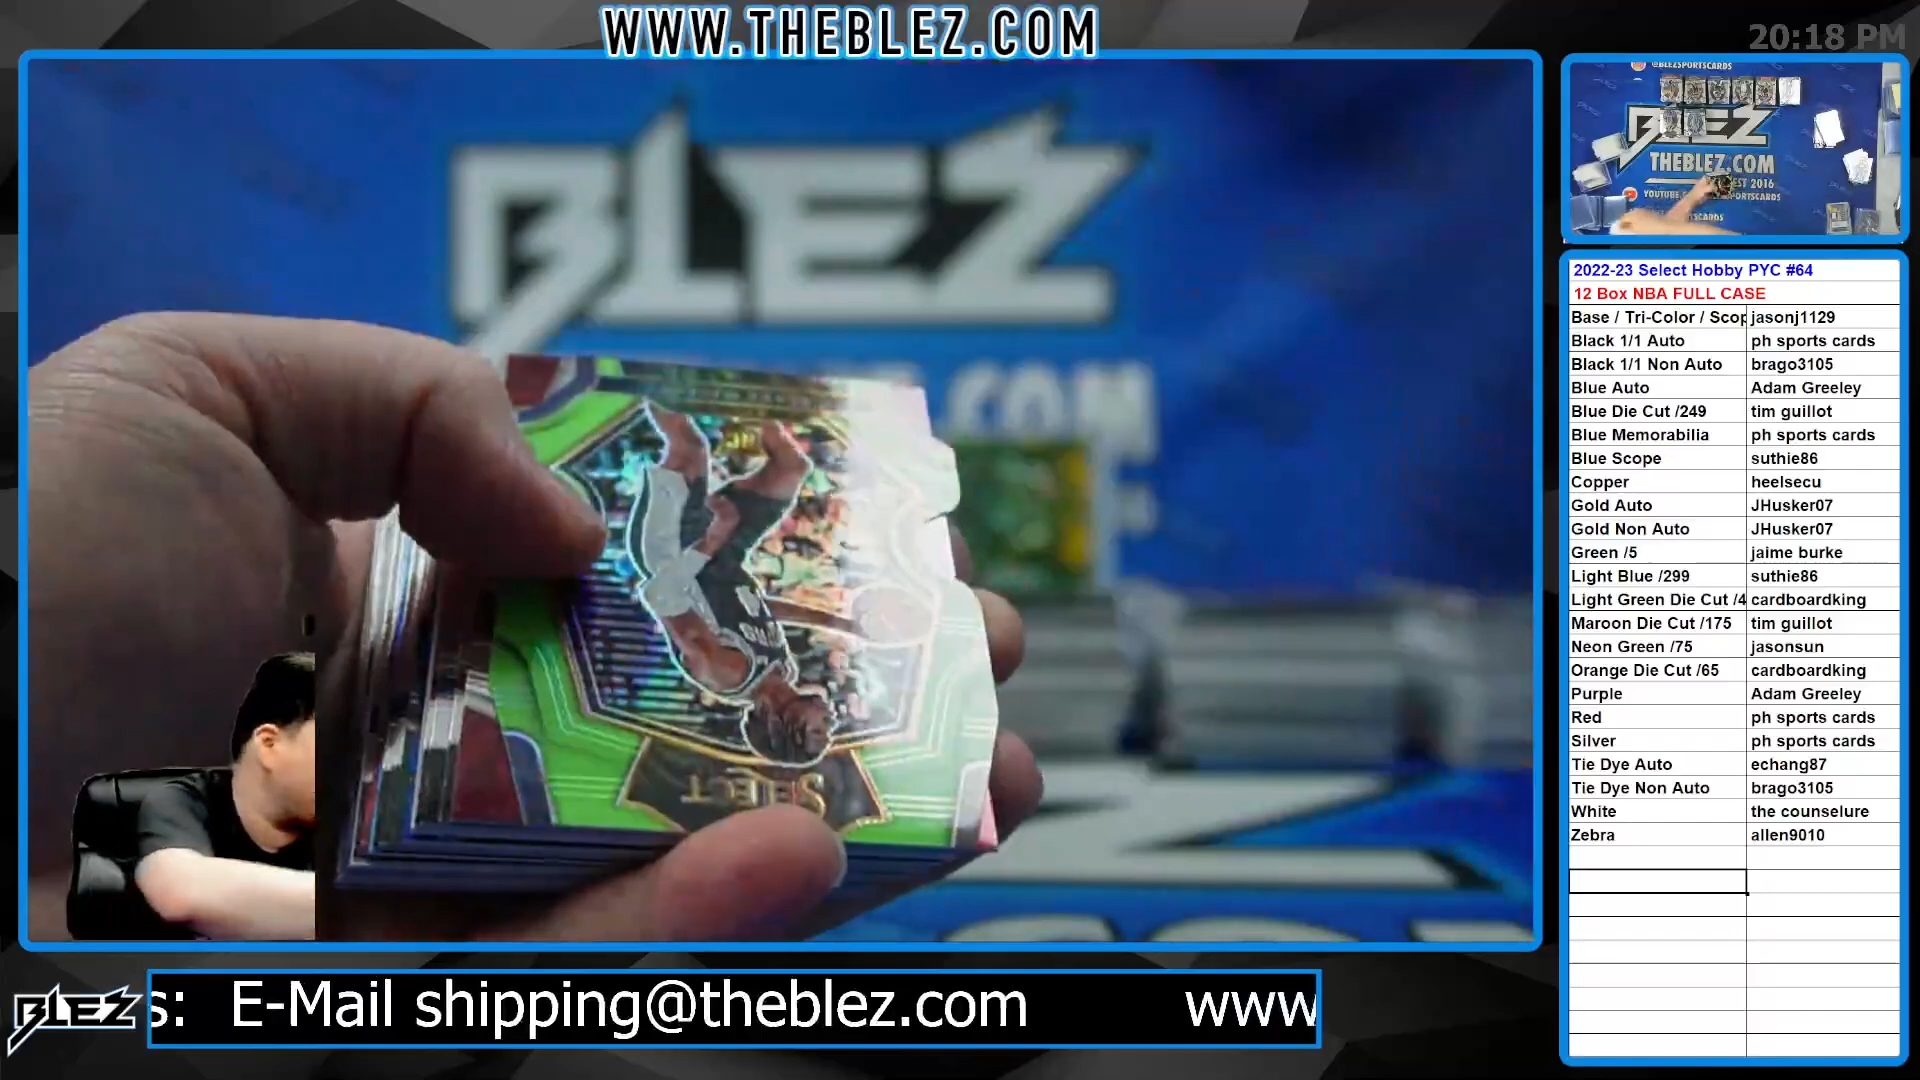 WWW.THEBLEZ.COM
20:18 PM
BLEZ
.COM
SELECT
@BLEZSPORTSCARDS
BLEZ
THEBLEZ.COM
EST 2016
YOUTUBE
2022-23 Select Hobby PYC #64
12 Box NBA FULL CASE
Base / Tri-Color / Scop jasonj1129
Black 1/1 Auto ph sports cards
Black 1/1 Non Auto brago3105
Blue Auto Adam Greeley
Blue Die Cut /249 tim guillot
Blue Memorabilia ph sports cards
Blue Scope suthie86
Copper heelsecu
Gold Auto JHusker07
Gold Non Auto JHusker07
Green /5 jaime burke
Light Blue /299 suthie86
Light Green Die Cut /4 cardboardking
Maroon Die Cut /175 tim guillot
Neon Green /75 jasonsun
Orange Die Cut /65 cardboardking
Purple Adam Greeley
Red ph sports cards
Silver ph sports cards
Tie Dye Auto echang87
Tie Dye Non Auto brago3105
White the counselure
Zebra allen9010
BLEZ
s: E-Mail shipping@theblez.com www